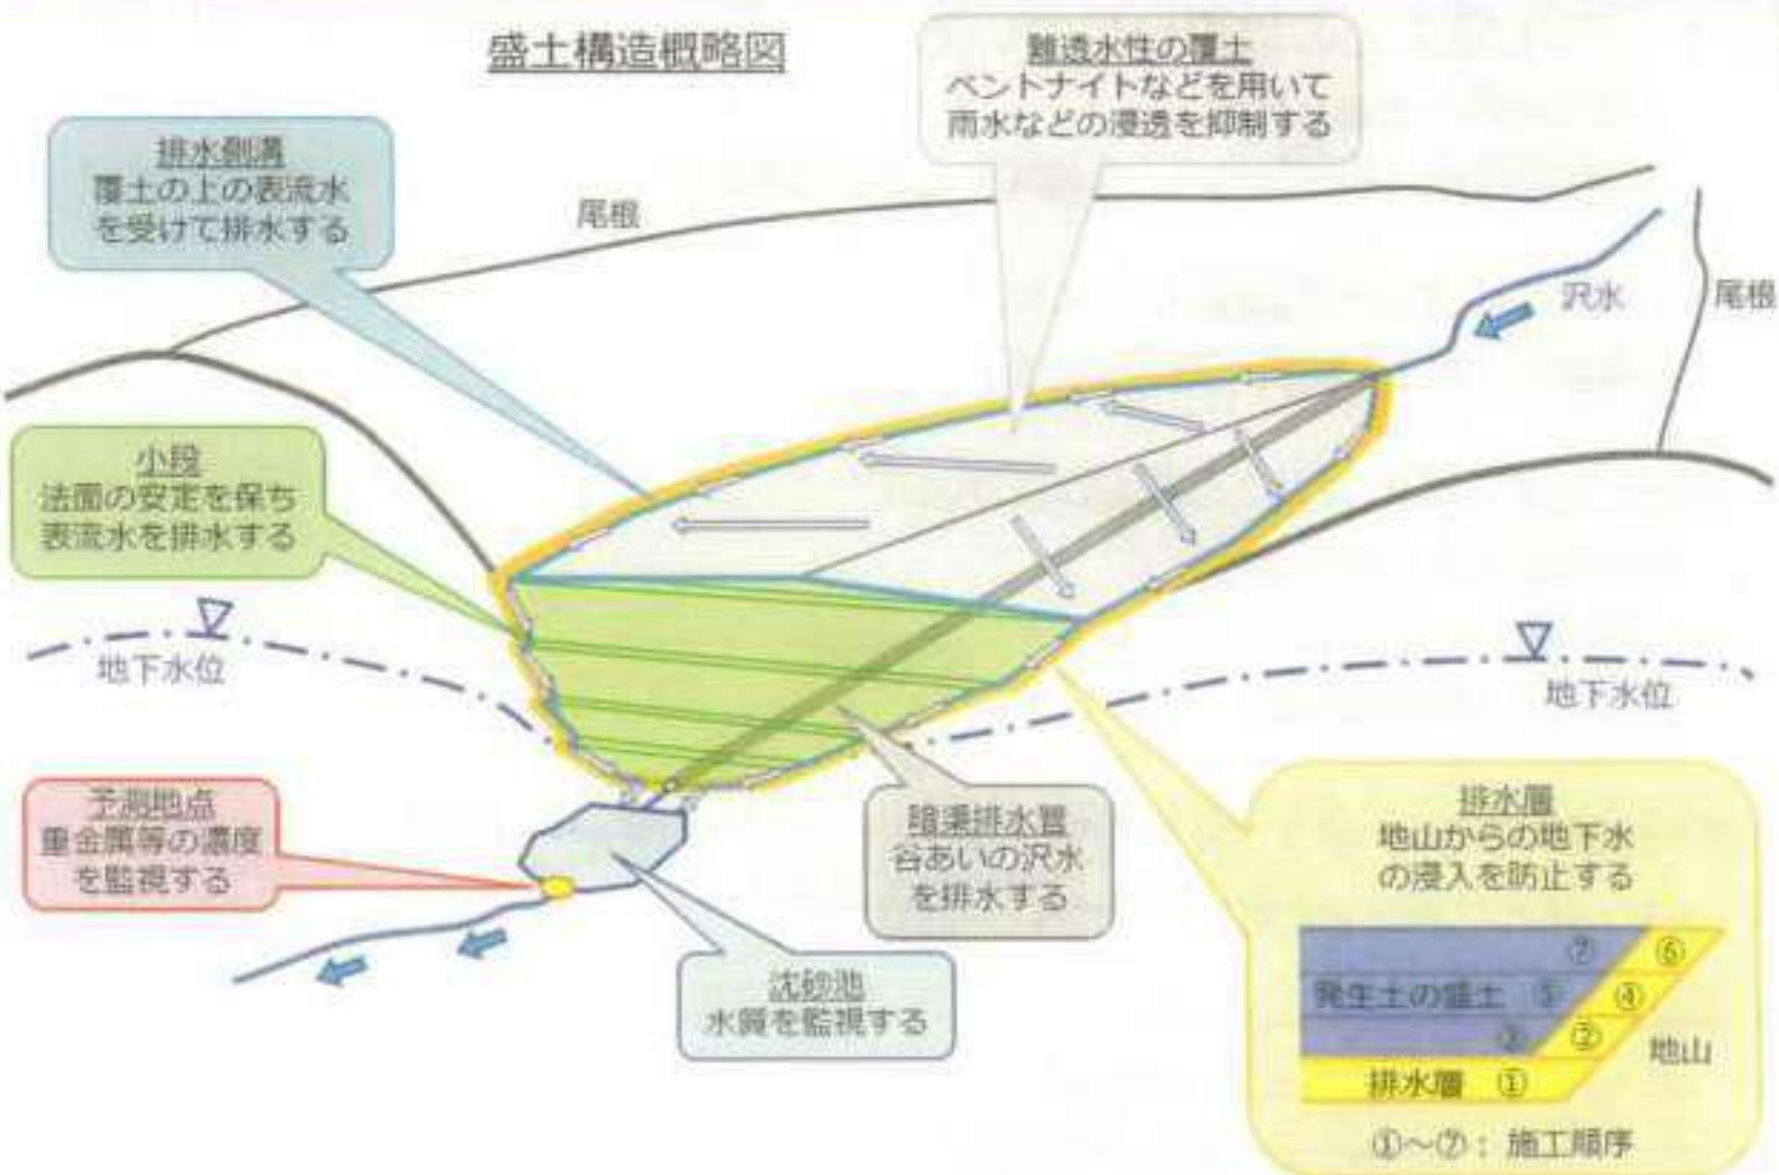 盛土構造概略図
難透水性の覆土
ベントナイトなどを用いて
雨水などの浸透を抑制する
排水側溝
覆土の上の表流水
を受けて排水する
尾根
沢水
尾根
小段
法面の安定を保ち
表流水を排水する
地下水位
地下水位
予測地点
重金属等の濃度
を監視する
暗渠排水管
谷あいの沢水
を排水する
沈砂池
水質を監視する
排水層
地山からの地下水
の浸入を防止する
⑦ ⑥
発生土の盛土 ⑤ ④
②
地山
排水層 ①
①～⑦：施工順序